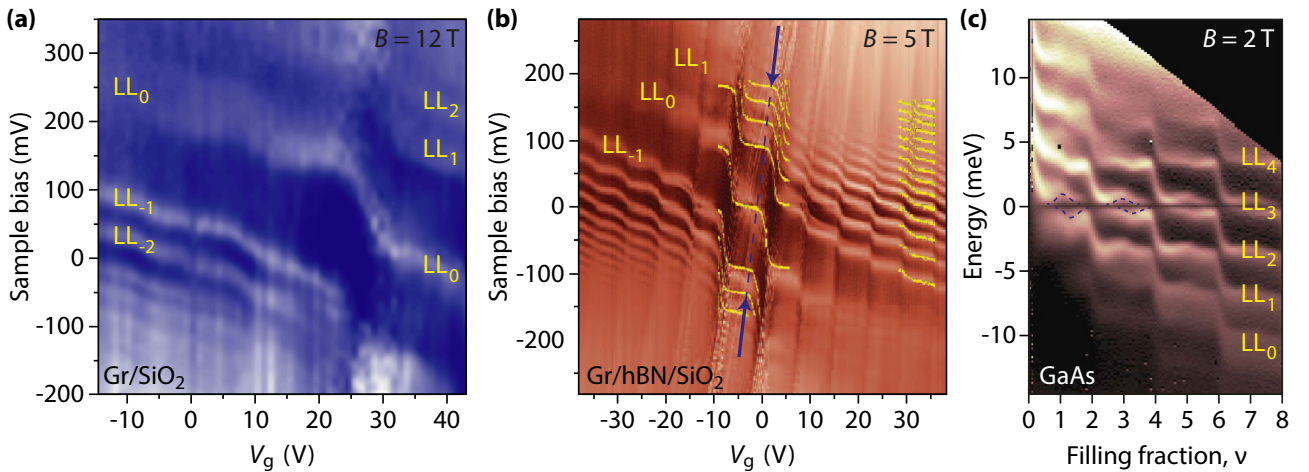 (a)
B = 12 T
LL0
LL2
LL1
LL-1
LL-2
LL0
Gr/SiO2
Sample bias (mV)
300
200
100
0
-100
-200
-10 0 10 20 30 40
Vg (V)
(b)
B = 5 T
LL1
LL0
LL-1
Gr/hBN/SiO2
Sample bias (mV)
200
100
0
-100
-200
-30 -20 -10 0 10 20 30
Vg (V)
(c)
B = 2 T
LL4
LL3
LL2
LL1
LL0
GaAs
Energy (meV)
10
5
0
-5
-10
0 1 2 3 4 5 6 7 8
Filling fraction, ν